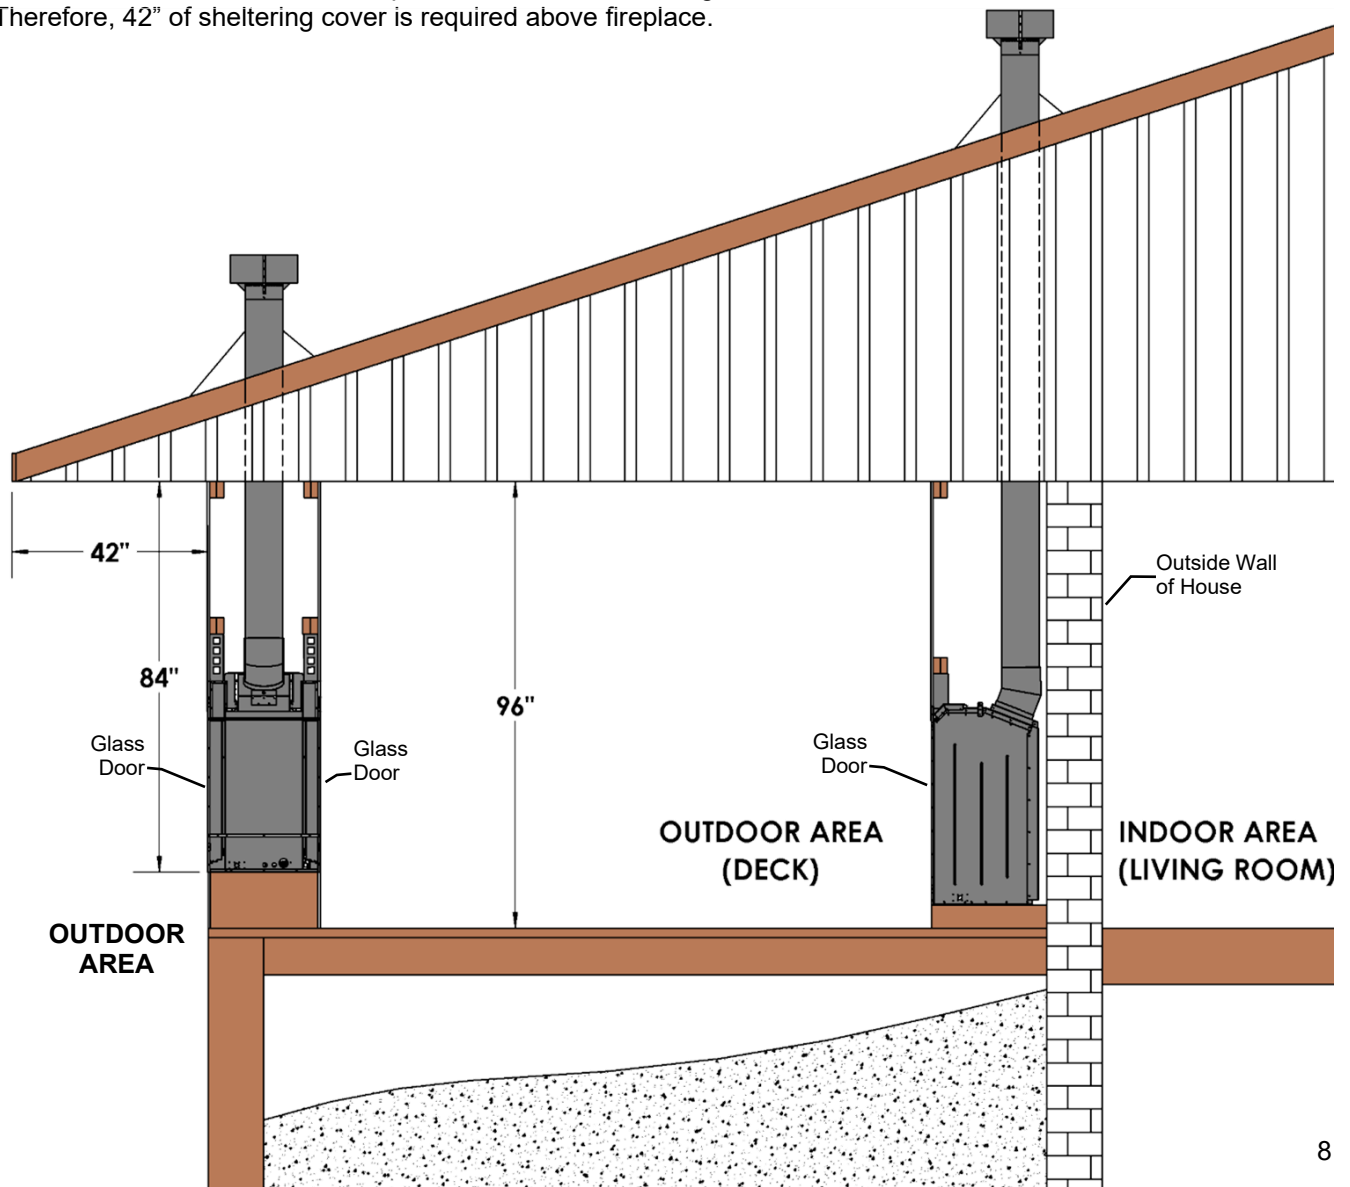 Therefore, 42” of sheltering cover is required above fireplace.
42"
Outside Wall
of House
84"
96"
Glass
Door
Glass
Door
Glass
Door
OUTDOOR AREA
(DECK)
INDOOR AREA
(LIVING ROOM)
OUTDOOR
AREA
8